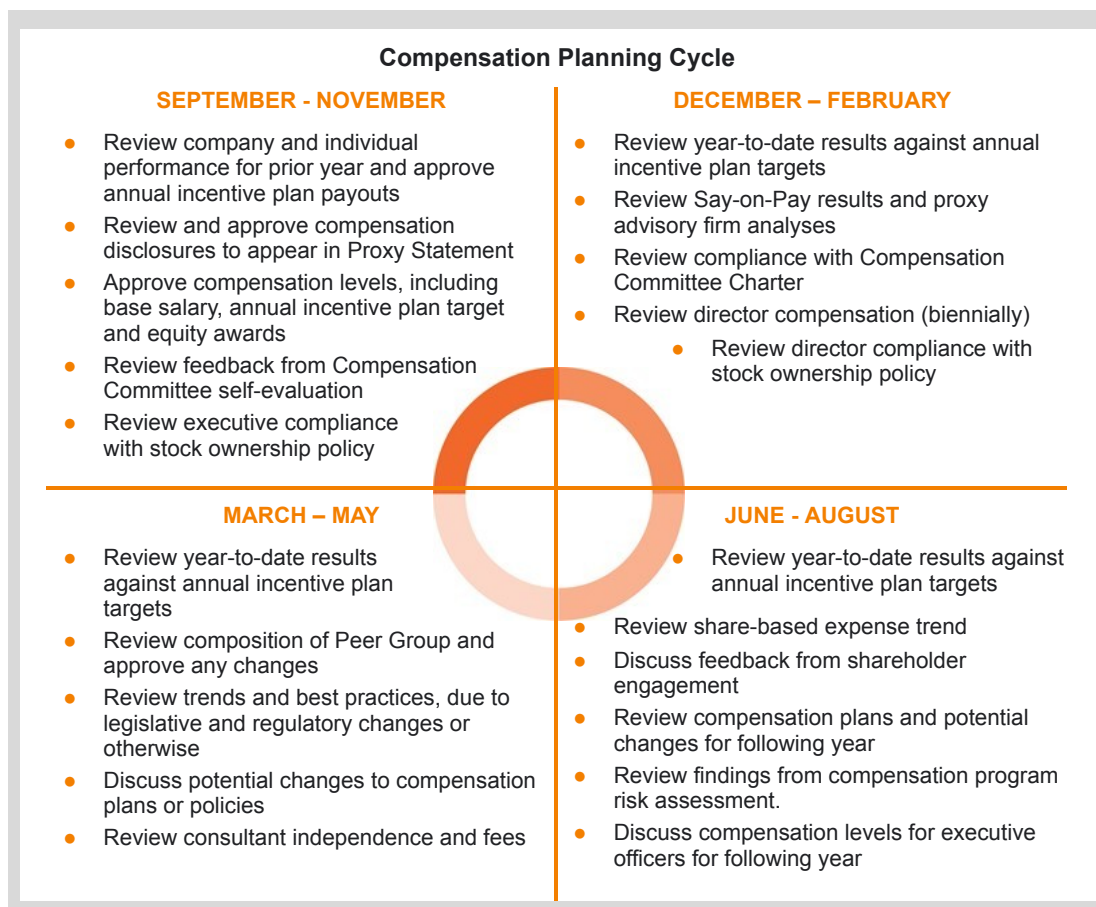 Compensation Planning Cycle
SEPTEMBER - NOVEMBER
● Review company and individual
performance for prior year and approve
annual incentive plan payouts
● Review and approve compensation
disclosures to appear in Proxy Statement
● Approve compensation levels, including
base salary, annual incentive plan target
and equity awards
● Review feedback from Compensation
Committee self-evaluation
● Review executive compliance
with stock ownership policy
DECEMBER – FEBRUARY
● Review year-to-date results against annual
incentive plan targets
● Review Say-on-Pay results and proxy
advisory firm analyses
● Review compliance with Compensation
Committee Charter
● Review director compensation (biennially)
● Review director compliance with
stock ownership policy
MARCH – MAY
● Review year-to-date results
against annual incentive plan
targets
● Review composition of Peer Group and
approve any changes
● Review trends and best practices, due to
legislative and regulatory changes or
otherwise
● Discuss potential changes to compensation
plans or policies
● Review consultant independence and fees
JUNE - AUGUST
● Review year-to-date results against
annual incentive plan targets
● Review share-based expense trend
● Discuss feedback from shareholder
engagement
● Review compensation plans and potential
changes for following year
● Review findings from compensation program
risk assessment.
● Discuss compensation levels for executive
officers for following year